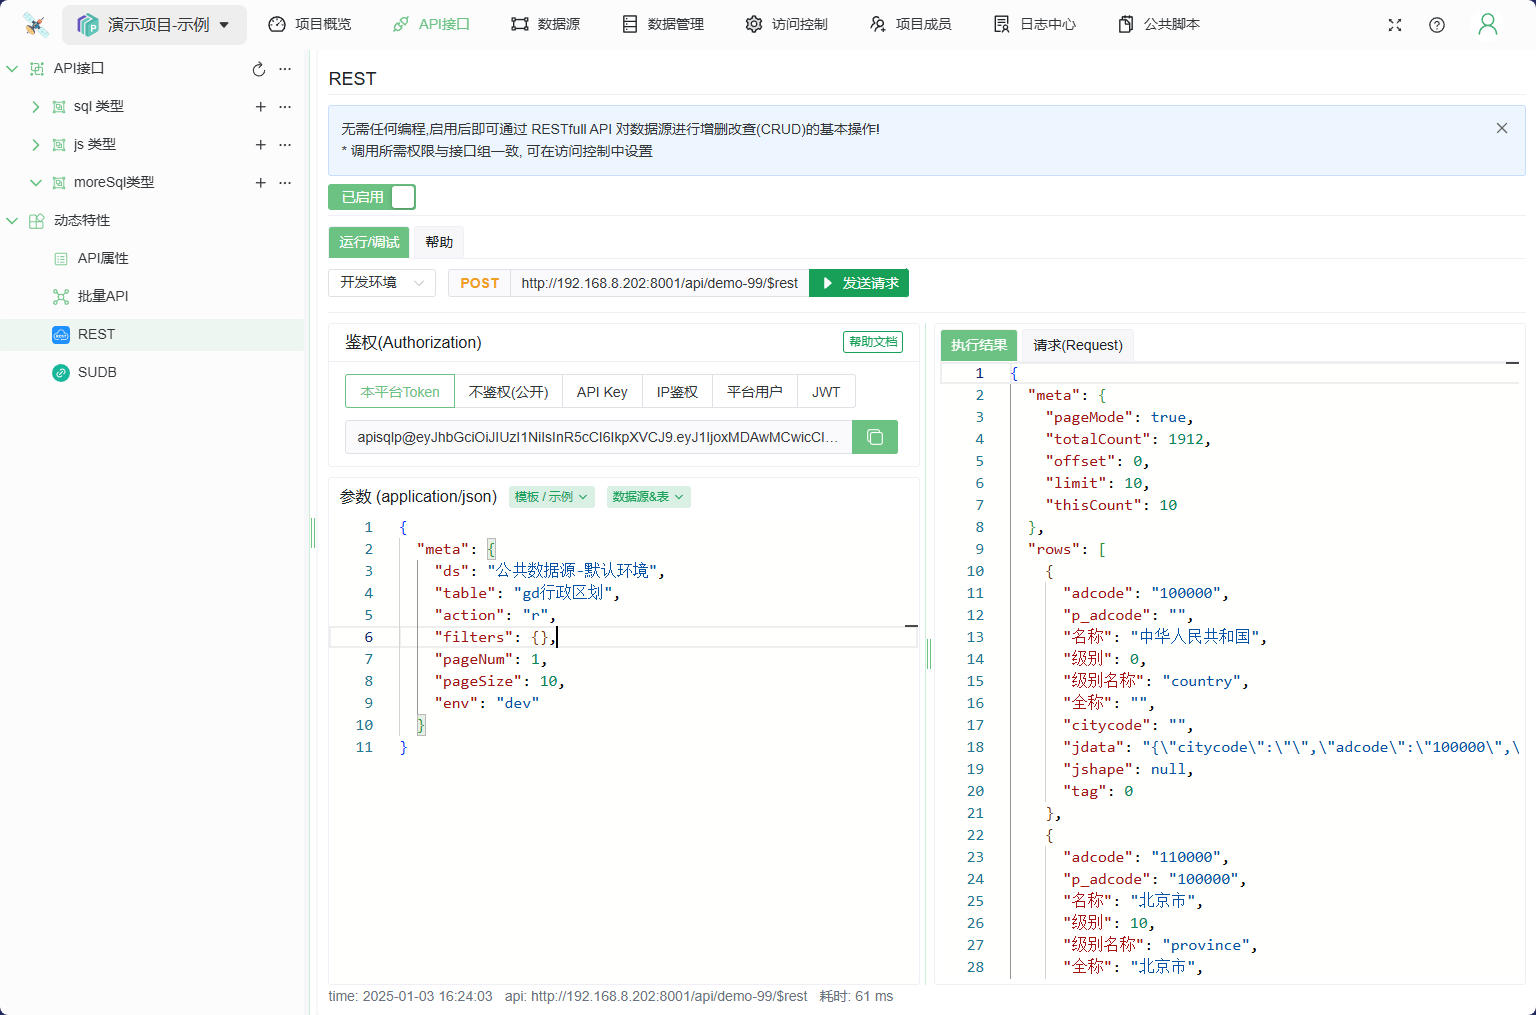 演示项目-示例 项目概览 API接口 数据源 数据管理 访问控制 项目成员 日志中心 公共脚本
API接口
sql 类型
js 类型
moreSql类型
动态特性
API属性
批量API
REST
SUDB
REST
无需任何编程,启用后即可通过 RESTfull API 对数据源进行增删改查(CRUD)的基本操作!
* 调用所需权限与接口组一致, 可在访问控制中设置
已启用
运行/调试 帮助
开发环境 POST http://192.168.8.202:8001/api/demo-99/$rest 发送请求
鉴权(Authorization) 帮助文档
本平台Token 不鉴权(公开) API Key IP鉴权 平台用户 JWT
参数 (application/json) 模板 / 示例 数据源&表
1 {
2 "meta": {
3 "ds": "公共数据源-默认环境",
4 "table": "gd行政区划",
5 "action": "r",
6 "filters": {},
7 "pageNum": 1,
8 "pageSize": 10,
9 "env": "dev"
10 }
11 }
执行结果 请求(Request)
1 {
2 "meta": {
3 "pageMode": true,
4 "totalCount": 1912,
5 "offset": 0,
6 "limit": 10,
7 "thisCount": 10
8 },
9 "rows": [
10 {
11 "adcode": "100000",
12 "p_adcode": "",
13 "名称": "中华人民共和国",
14 "级别": 0,
15 "级别名称": "country",
16 "全称": "",
17 "citycode": "",
18 "jdata": "{\"citycode\":\"\",\"adcode\":\"100000\",\
19 "jshape": null,
20 "tag": 0
21 },
22 {
23 "adcode": "110000",
24 "p_adcode": "100000",
25 "名称": "北京市",
26 "级别": 10,
27 "级别名称": "province",
28 "全称": "北京市",
time: 2025-01-03 16:24:03 api: http://192.168.8.202:8001/api/demo-99/$rest 耗时: 61 ms